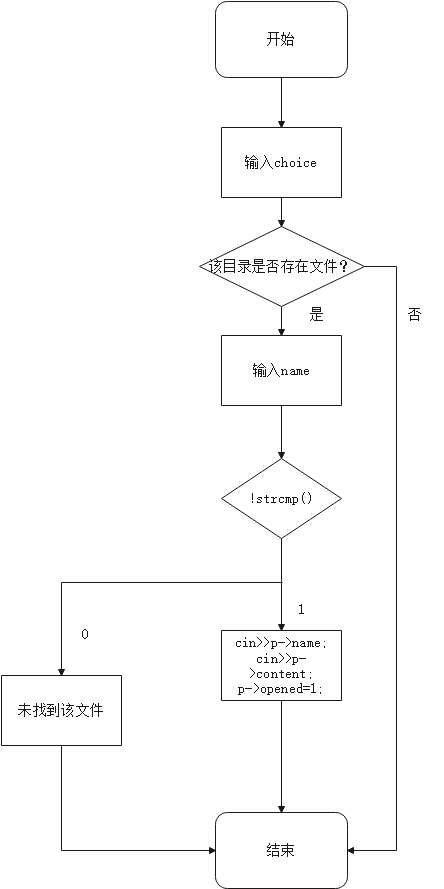 开始
输入choice
该目录是否存在文件?
是
否
输入name
!strcmp()
0
1
cin>>p->name;
cin>>p-
>content;
p->opened=1;
未找到该文件
结束